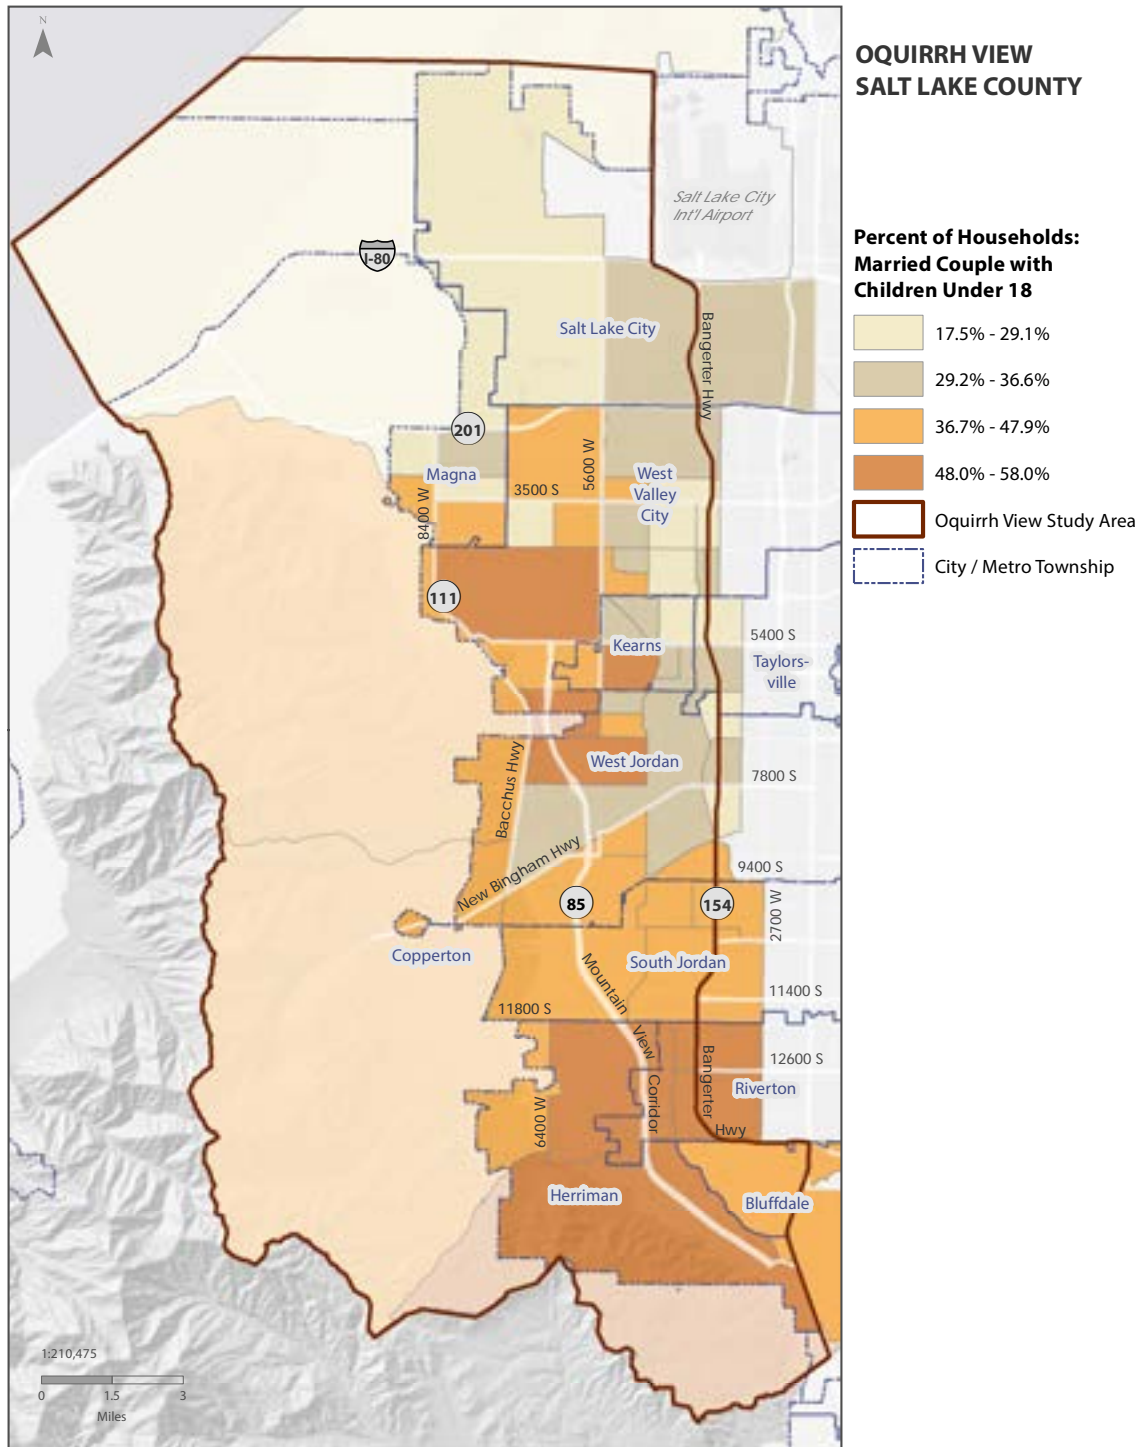 N
OQUIRRH VIEW
SALT LAKE COUNTY
Salt Lake City
Int'l Airport
Percent of Households:
Married Couple with
Children Under 18
17.5% - 29.1%
29.2% - 36.6%
36.7% - 47.9%
48.0% - 58.0%
Oquirrh View Study Area
City / Metro Township
I-80
Salt Lake City
Bangerter Hwy
201
Magna
5600 W
West
Valley
City
3500 S
8400 W
111
Kearns
5400 S
Taylors-
ville
West Jordan
7800 S
Bacchus Hwy
New Bingham Hwy
9400 S
85
154
2700 W
Copperton
South Jordan
Mountain
View
Corridor
11400 S
11800 S
12600 S
Bangerter
Hwy
Riverton
6400 W
Herriman
Bluffdale
1:210,475
0 1.5 3
Miles